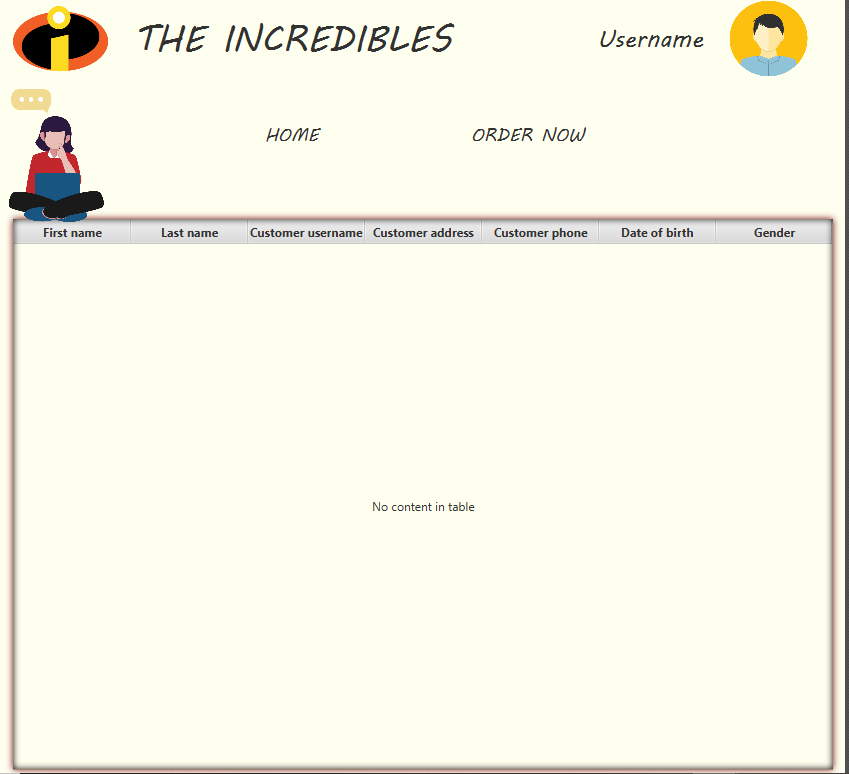 THE INCREDIBLES
Username
HOME
ORDER NOW
First name
Last name
Customer username
Customer address
Customer phone
Date of birth
Gender
No content in table